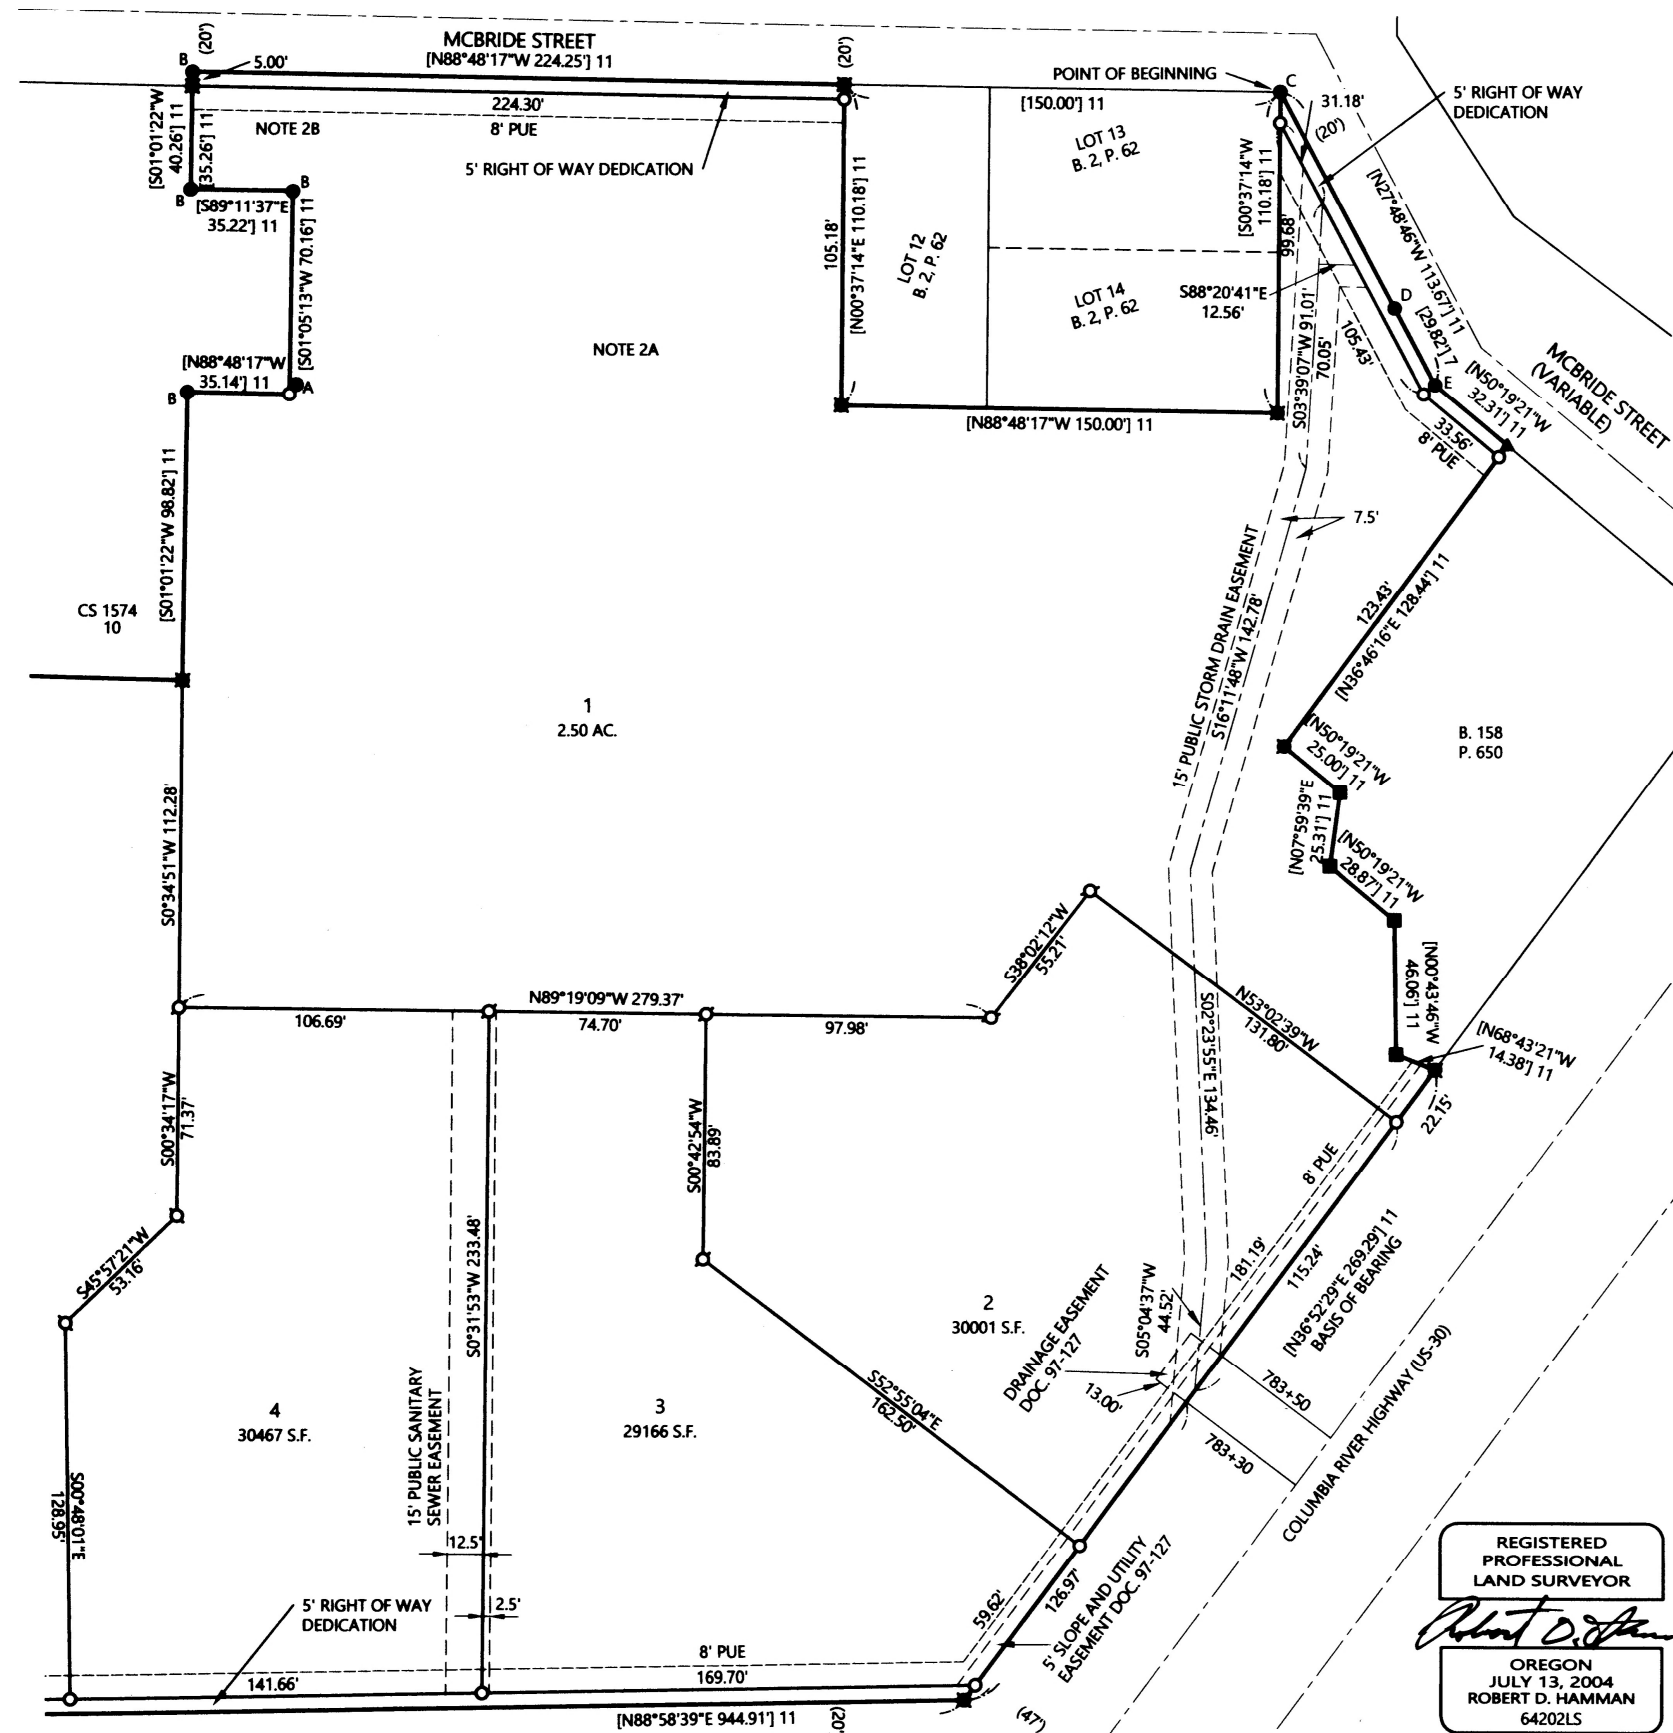 (20')
MCBRIDE STREET
[N88°48'17"W 224.25'] 11
(20')
B
5.00'
224.30'
8' PUE
NOTE 2B
5' RIGHT OF WAY DEDICATION
[S01°01'22"W
40.26'] 11
[35.26'] 11
B
[S89°11'37"E
35.22'] 11
B
[S01°05'13"W 70.16'] 11
[N88°48'17"W
35.14'] 11
B
A
105.18'
[N00°37'14"E 110.18'] 11
NOTE 2A
POINT OF BEGINNING
C
[150.00'] 11
LOT 13
B. 2, P. 62
LOT 12
B. 2, P. 62
LOT 14
B. 2, P. 62
[S00°37'14"W
110.18'] 11
99.68'
31.18'
(20')
5' RIGHT OF WAY
DEDICATION
[N27°48'46"W 113.67'] 11
S88°20'41"E
12.56'
D
[29.82'] 7
105.43'
S03°39'07"W 91.01'
70.05'
E
[N50°19'21"W
32.31'] 11
MCBRIDE STREET
(VARIABLE)
33.56'
8' PUE
[N88°48'17"W 150.00'] 11
[S01°01'22"W 98.82'] 11
CS 1574
10
7.5'
15' PUBLIC STORM DRAIN EASEMENT
S16°11'48"W 142.78'
123.43'
[N36°46'16"E 128.44'] 11
1
2.50 AC.
B. 158
P. 650
[N50°19'21"W
25.00'] 11
[N07°59'39"E
25.31'] 11
[N50°19'21"W
28.87'] 11
S0°34'51"W 112.28'
S38°02'12"W
55.21'
[N00°43'46"W
46.06'] 11
N89°19'09"W 279.37'
106.69'
74.70'
97.98'
N53°02'39"W
131.80'
S02°23'55"E 134.46'
[N68°43'21"W
14.38'] 11
22.15'
S00°34'17"W
71.37'
S00°42'54"W
83.89'
8' PUE
S45°57'21"W
53.16'
S0°31'53"W 233.48'
181.19'
115.24'
[N36°52'29"E 269.29'] 11
BASIS OF BEARING
2
30001 S.F.
DRAINAGE EASEMENT
DOC. 97-127
S05°04'37"W
44.52'
13.00'
783+50
783+30
COLUMBIA RIVER HIGHWAY (US-30)
S52°55'04"E
162.50'
4
30467 S.F.
3
29166 S.F.
15' PUBLIC SANITARY
SEWER EASEMENT
S00°48'01"E
128.95'
12.5'
2.5'
5' RIGHT OF WAY
DEDICATION
59.62'
126.97'
5' SLOPE AND UTILITY
EASEMENT DOC. 97-127
8' PUE
141.66'
169.70'
[N88°58'39"E 944.91'] 11
(20'
(47')
REGISTERED
PROFESSIONAL
LAND SURVEYOR
OREGON
JULY 13, 2004
ROBERT D. HAMMAN
64202LS